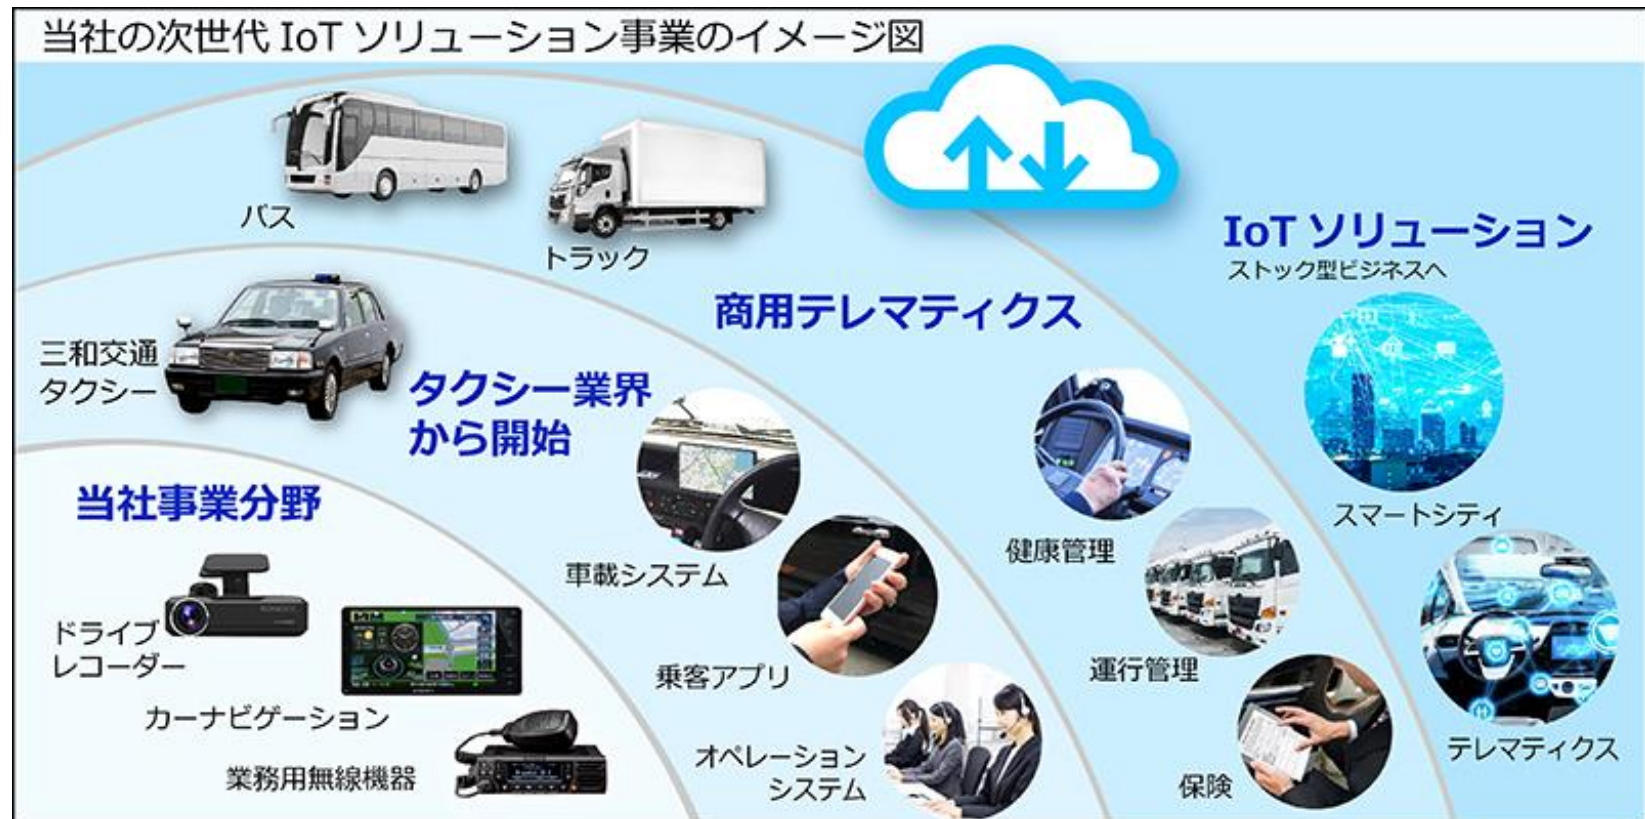 当社の次世代 IoT ソリューション事業のイメージ図
バス
トラック
IoT ソリューション
ストック型ビジネスへ
商用テレマティクス
三和交通
タクシー
タクシー業界
から開始
当社事業分野
スマートシティ
健康管理
車載システム
ドライブ
レコーダー
乗客アプリ
運行管理
カーナビゲーション
テレマティクス
業務用無線機器
オペレーション
システム
保険